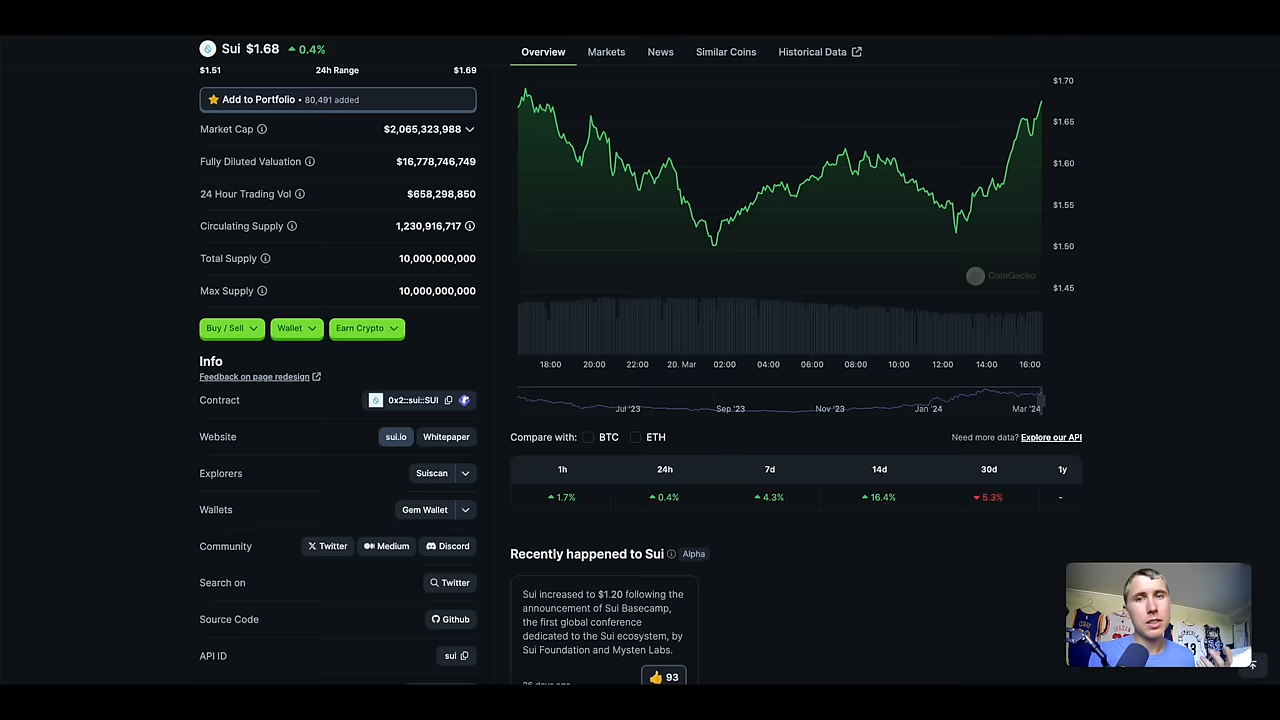 Sui $1.68 0.4%
$1.51 24h Range $1.69
Add to Portfolio • 80,491 added
Market Cap $2,065,323,988
Fully Diluted Valuation $16,778,746,749
24 Hour Trading Vol $658,298,850
Circulating Supply 1,230,916,717
Total Supply 10,000,000,000
Max Supply 10,000,000,000
Buy / Sell Wallet Earn Crypto
Info
Feedback on page redesign
Contract 0x2::sui::SUI
Website sui.io Whitepaper
Explorers Suiscan
Wallets Gem Wallet
Community Twitter Medium Discord
Search on Twitter
Source Code Github
API ID sui
Overview Markets News Similar Coins Historical Data
$1.70
$1.65
$1.60
$1.55
$1.50
CoinGecko
$1.45
18:00 20:00 22:00 20. Mar 02:00 04:00 06:00 08:00 10:00 12:00 14:00 16:00
Jul '23 Sep '23 Nov '23 Jan '24 Mar '24
Compare with: BTC ETH Need more data? Explore our API
1h 24h 7d 14d 30d 1y
1.7% 0.4% 4.3% 16.4% 5.3% -
Recently happened to Sui Alpha
Sui increased to $1.20 following the
announcement of Sui Basecamp,
the first global conference
dedicated to the Sui ecosystem, by
Sui Foundation and Mysten Labs.
93